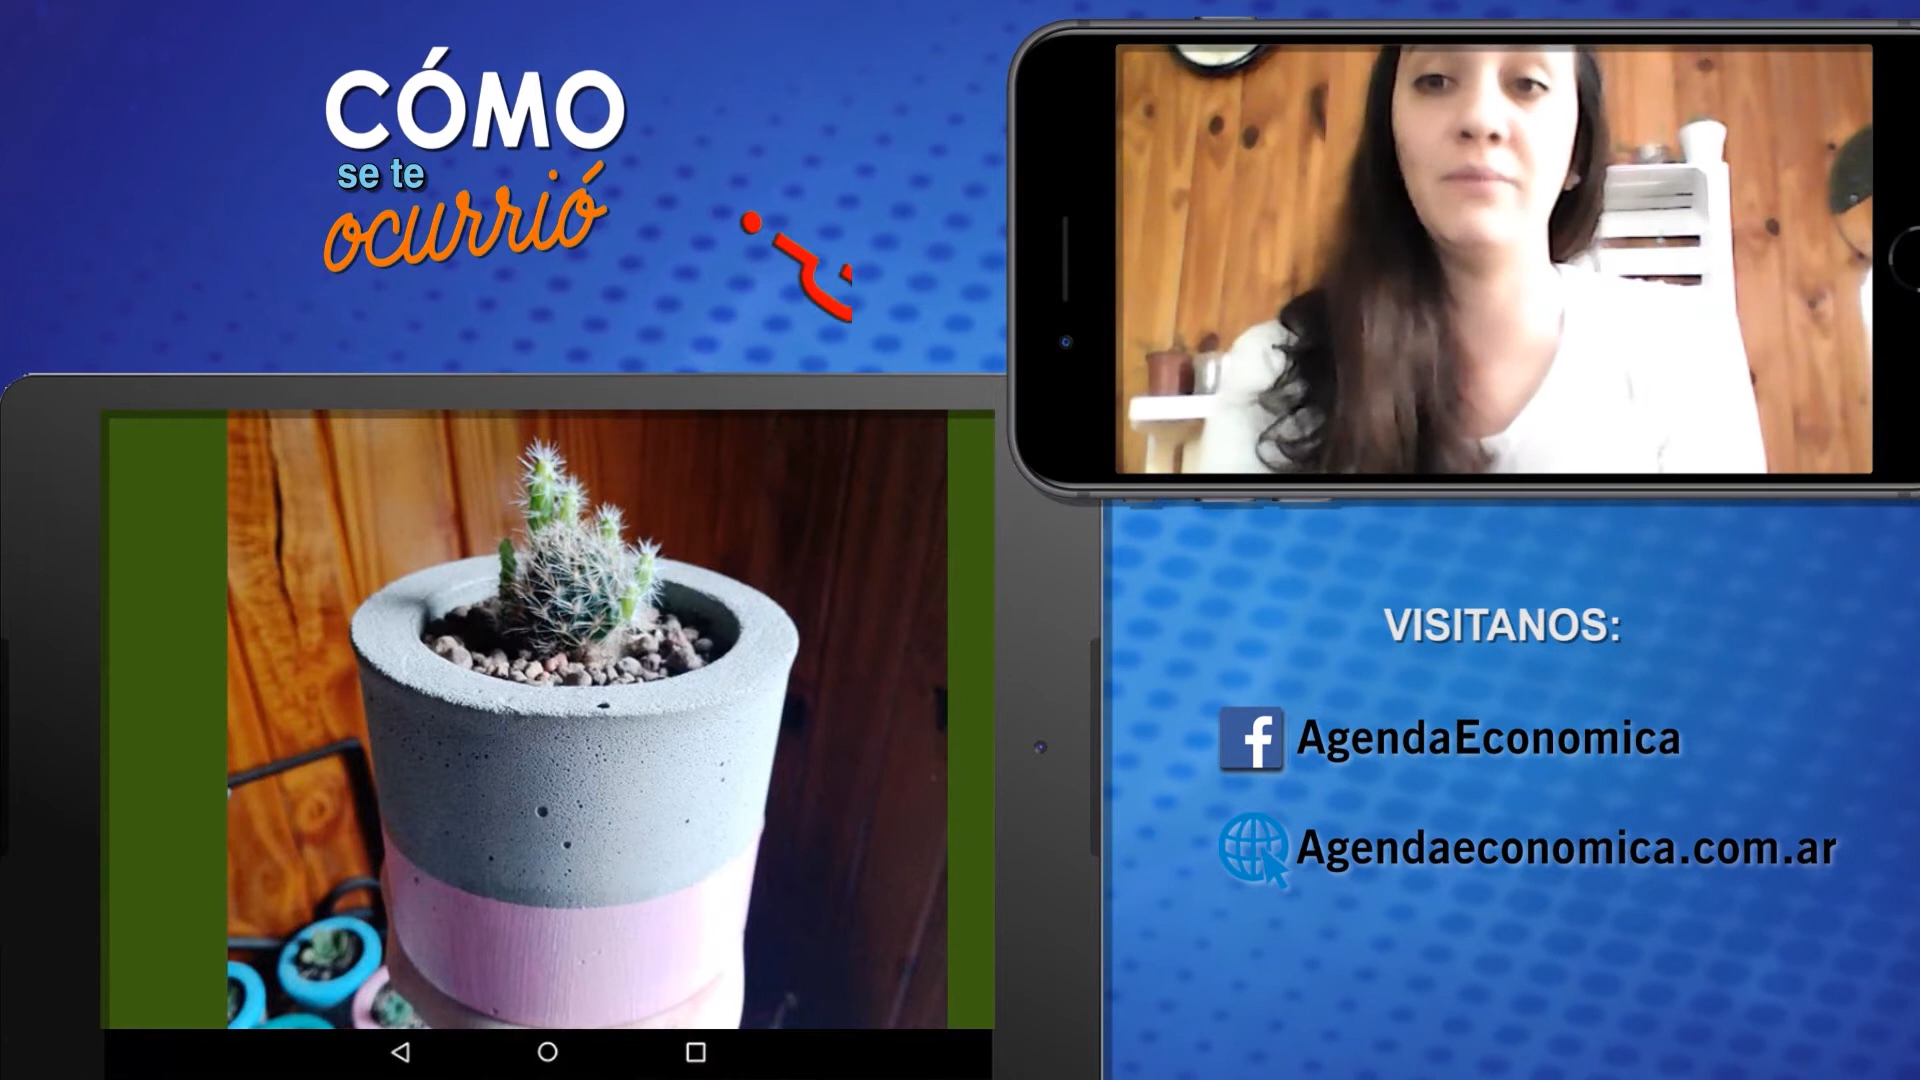 CÓMO
se te
ocurrió
VISITANOS:
f AgendaEconomica
Agendaeconomica.com.ar